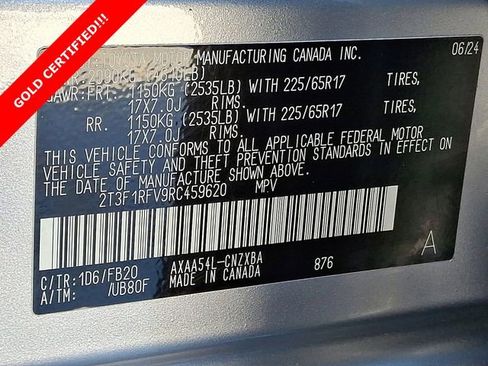 GOLD CERTIFIED!!!
MANUFACTURING CANADA INC. 06/24
GAWR:FRT. 1150KG (2535LB) WITH 225/65R17 TIRES,
17X7.0J RIMS.
RR. 1150KG (2535LB) WITH 225/65R17 TIRES,
17X7.0J RIMS.
THIS VEHICLE CONFORMS TO ALL APPLICABLE FEDERAL MOTOR
VEHICLE SAFETY AND THEFT PREVENTION STANDARDS IN EFFECT
ON THE DATE OF MANUFACTURE SHOWN ABOVE.
2T3F1RFV9RC459620 MPV
C/TR:1D6/FB20 AXAA54L-CNZXBA A
A/TM: /UB80F MADE IN CANADA 876